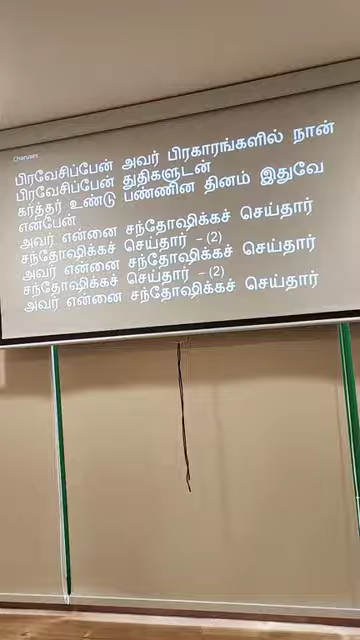 Choruses
பிரவேசிப்பேன் அவர் பிரகாரங்களில் நான்
பிரவேசிப்பேன் துதிகளுடன்
கர்த்தர் உண்டு பண்ணின தினம் இதுவே
என்பேன்
அவர் என்னை சந்தோஷிக்கச் செய்தார்
சந்தோஷிக்கச் செய்தார் – (2)
அவர் என்னை சந்தோஷிக்கச் செய்தார்
சந்தோஷிக்கச் செய்தார் – (2)
அவர் என்னை சந்தோஷிக்கச் செய்தார்